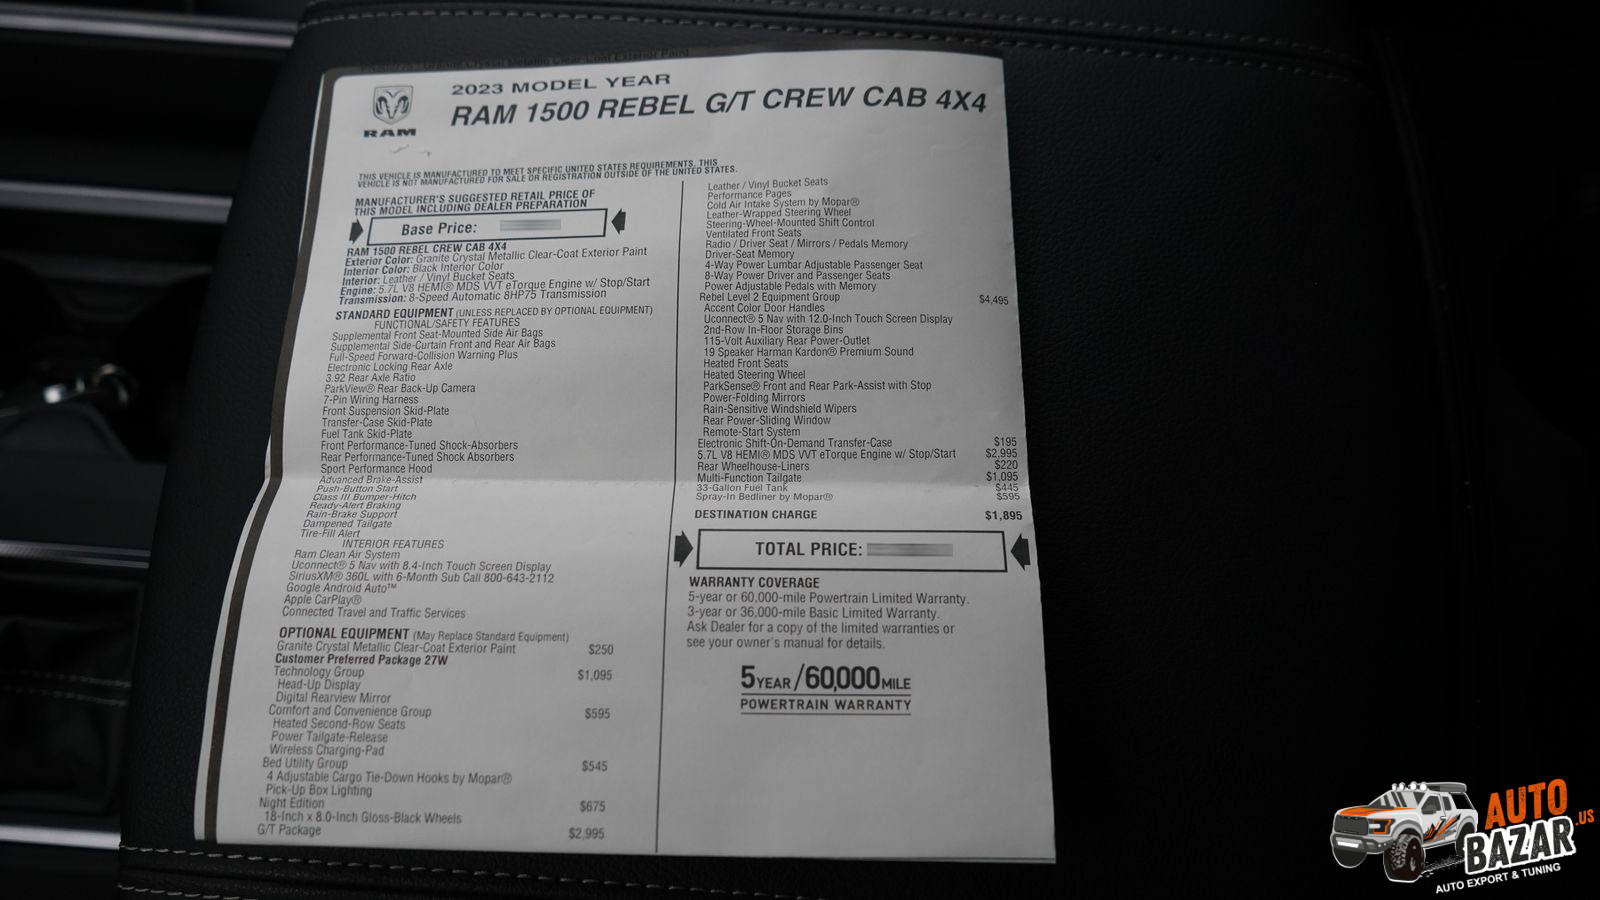 2023 MODEL YEAR
RAM 1500 REBEL G/T CREW CAB 4X4
RAM
THIS VEHICLE IS MANUFACTURED TO MEET SPECIFIC UNITED STATES REQUIREMENTS. THIS
VEHICLE IS NOT MANUFACTURED FOR SALE OR REGISTRATION OUTSIDE OF THE UNITED STATES.
MANUFACTURER'S SUGGESTED RETAIL PRICE OF
THIS MODEL INCLUDING DEALER PREPARATION
Base Price:
RAM 1500 REBEL CREW CAB 4X4
Exterior Color: Granite Crystal Metallic Clear-Coat Exterior Paint
Interior Color: Black Interior Color
Interior: Leather / Vinyl Bucket Seats
Engine: 5.7L V8 HEMI® MDS VVT eTorque Engine w/ Stop/Start
Transmission: 8-Speed Automatic 8HP75 Transmission
STANDARD EQUIPMENT (UNLESS REPLACED BY OPTIONAL EQUIPMENT)
FUNCTIONAL/SAFETY FEATURES
Supplemental Front Seat-Mounted Side Air Bags
Supplemental Side-Curtain Front and Rear Air Bags
Full-Speed Forward-Collision Warning Plus
Electronic Locking Rear Axle
3.92 Rear Axle Ratio
ParkView® Rear Back-Up Camera
7-Pin Wiring Harness
Front Suspension Skid-Plate
Transfer-Case Skid-Plate
Fuel Tank Skid-Plate
Front Performance-Tuned Shock-Absorbers
Rear Performance-Tuned Shock Absorbers
Sport Performance Hood
Advanced Brake-Assist
Push-Button Start
Class III Bumper-Hitch
Ready-Alert Braking
Rain-Brake Support
Dampened Tailgate
Tire-Fill Alert
INTERIOR FEATURES
Ram Clean Air System
Uconnect® 5 Nav with 8.4-Inch Touch Screen Display
SiriusXM® 360L with 6-Month Sub Call 800-643-2112
Google Android Auto™
Apple CarPlay®
Connected Travel and Traffic Services
OPTIONAL EQUIPMENT (May Replace Standard Equipment)
Granite Crystal Metallic Clear-Coat Exterior Paint $250
Customer Preferred Package 27W
Technology Group $1,095
Head-Up Display
Digital Rearview Mirror
Comfort and Convenience Group $595
Heated Second-Row Seats
Power Tailgate-Release
Wireless Charging-Pad
Bed Utility Group $545
4 Adjustable Cargo Tie-Down Hooks by Mopar®
Pick-Up Box Lighting
Night Edition $675
18-Inch x 8.0-Inch Gloss-Black Wheels
G/T Package $2,995
Leather / Vinyl Bucket Seats
Performance Pages
Cold Air Intake System by Mopar®
Leather-Wrapped Steering Wheel
Steering-Wheel-Mounted Shift Control
Ventilated Front Seats
Radio / Driver Seat / Mirrors / Pedals Memory
Driver-Seat Memory
4-Way Power Lumbar Adjustable Passenger Seat
8-Way Power Driver and Passenger Seats
Power Adjustable Pedals with Memory
Rebel Level 2 Equipment Group $4,495
Accent Color Door Handles
Uconnect® 5 Nav with 12.0-Inch Touch Screen Display
2nd-Row In-Floor Storage Bins
115-Volt Auxiliary Rear Power-Outlet
19 Speaker Harman Kardon® Premium Sound
Heated Front Seats
Heated Steering Wheel
ParkSense® Front and Rear Park-Assist with Stop
Power-Folding Mirrors
Rain-Sensitive Windshield Wipers
Rear Power-Sliding Window
Remote-Start System
Electronic Shift-On-Demand Transfer-Case $195
5.7L V8 HEMI® MDS VVT eTorque Engine w/ Stop/Start $2,995
Rear Wheelhouse-Liners $220
Multi-Function Tailgate $1,095
33-Gallon Fuel Tank $445
Spray-In Bedliner by Mopar® $595
DESTINATION CHARGE $1,895
TOTAL PRICE:
WARRANTY COVERAGE
5-year or 60,000-mile Powertrain Limited Warranty.
3-year or 36,000-mile Basic Limited Warranty.
Ask Dealer for a copy of the limited warranties or
see your owner's manual for details.
5YEAR/60,000MILE
POWERTRAIN WARRANTY
AUTO
BAZAR.US
AUTO EXPORT & TUNING